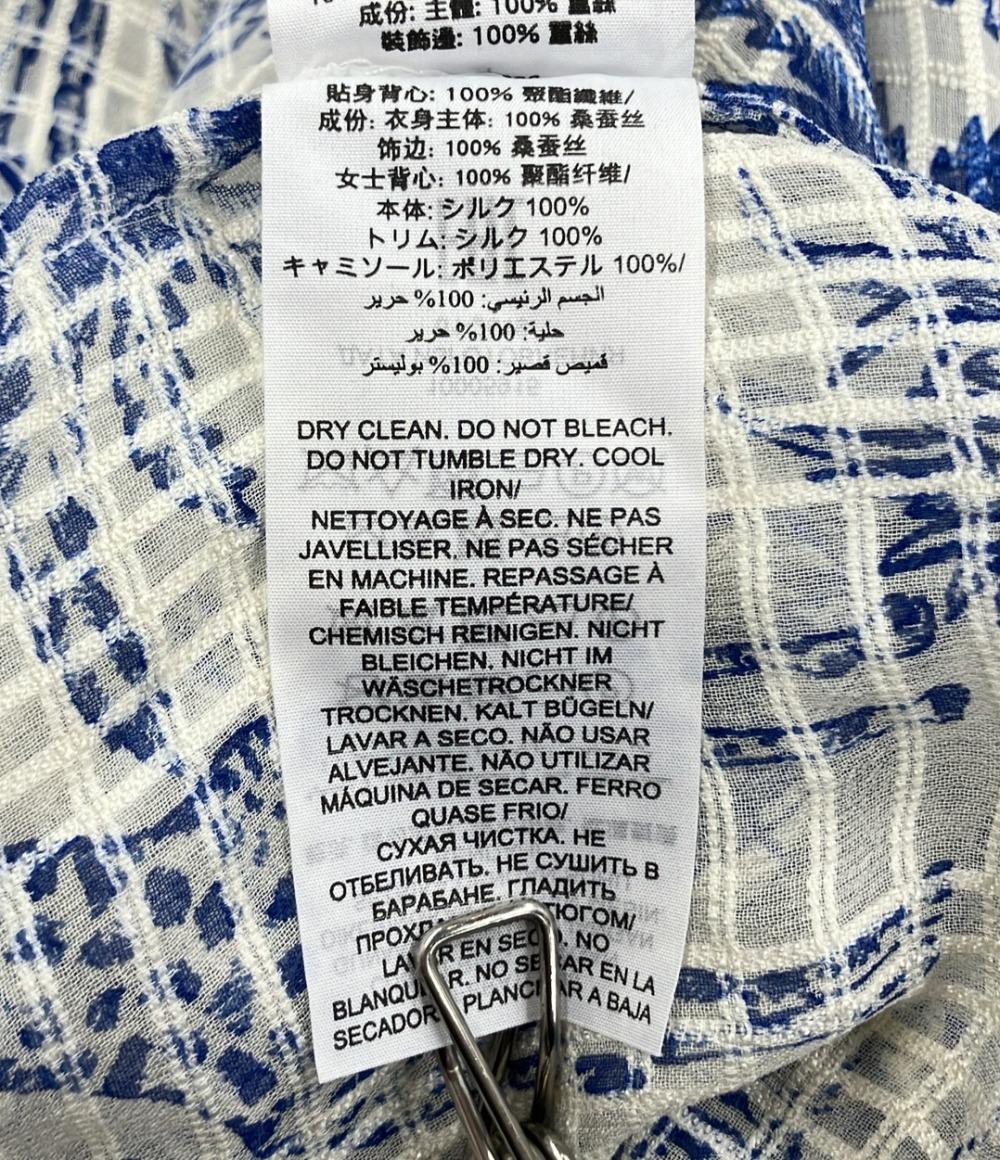 成份: 主體: 100% 蠶絲
裝飾邊: 100% 蠶絲
貼身背心: 100% 聚酯纖維/
成份: 衣身主体: 100% 桑蚕丝
饰边: 100% 桑蚕丝
女士背心: 100% 聚酯纤维/
本体: シルク 100%
トリム: シルク 100%
キャミソール: ポリエステル 100%/
الجسم الرئيسي: 100% حرير
حلية: 100% حرير
قميص قصير: 100% بوليستر
DRY CLEAN. DO NOT BLEACH.
DO NOT TUMBLE DRY. COOL
IRON/
NETTOYAGE À SEC. NE PAS
JAVELLISER. NE PAS SÉCHER
EN MACHINE. REPASSAGE À
FAIBLE TEMPÉRATURE/
CHEMISCH REINIGEN. NICHT
BLEICHEN. NICHT IM
WÄSCHETROCKNER
TROCKNEN. KALT BÜGELN/
LAVAR A SECO. NÃO USAR
ALVEJANTE. NÃO UTILIZAR
MÁQUINA DE SECAR. FERRO
QUASE FRIO/
СУХАЯ ЧИСТКА. НЕ
ОТБЕЛИВАТЬ. НЕ СУШИТЬ В
БАРАБАНЕ. ГЛАДИТЬ
EN SECO. NO
NO SECAR EN LA
PLANCHAR A BAJA